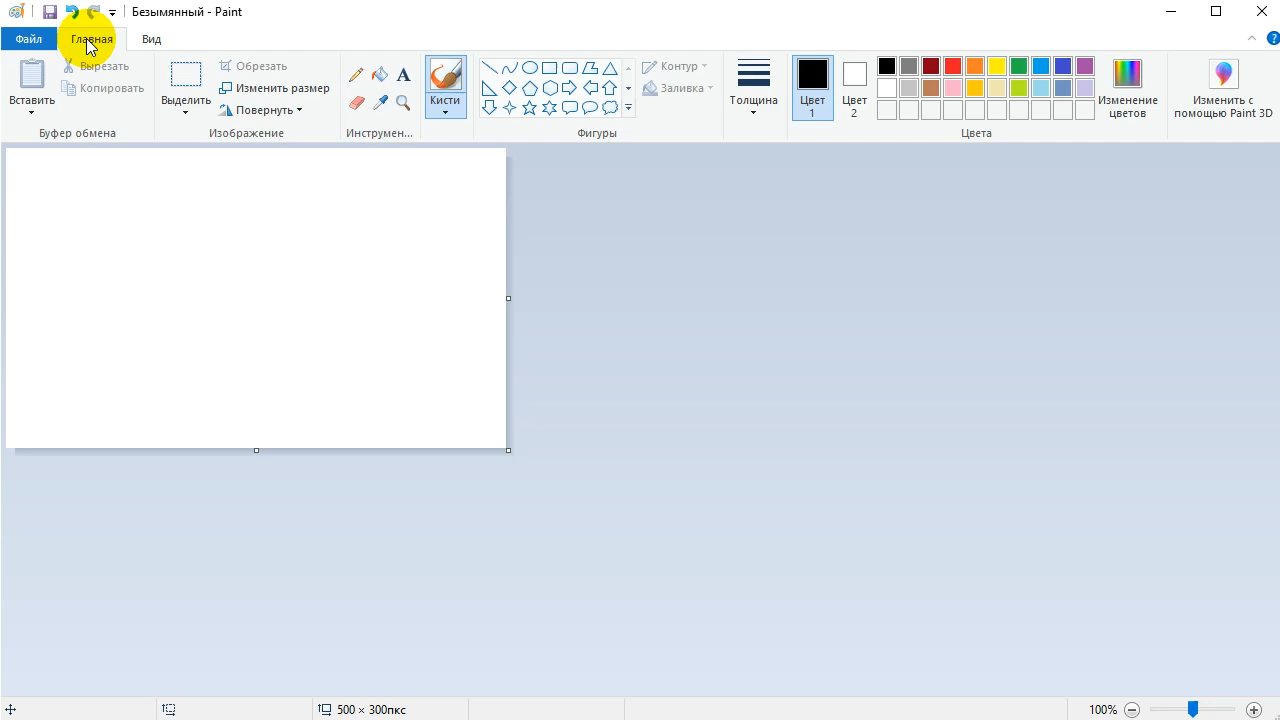 Безымянный - Paint
Файл Главная Вид
Вставить
Вырезать
Копировать
Буфер обмена
Выделить
Обрезать
Изменить размер
Повернуть
Изображение
A
Инструмен...
Кисти
Контур
Заливка
Фигуры
Толщина
Цвет
1
Цвет
2
Изменение
цветов
Цвета
Изменить с
помощью Paint 3D
500 × 300пкс
100%